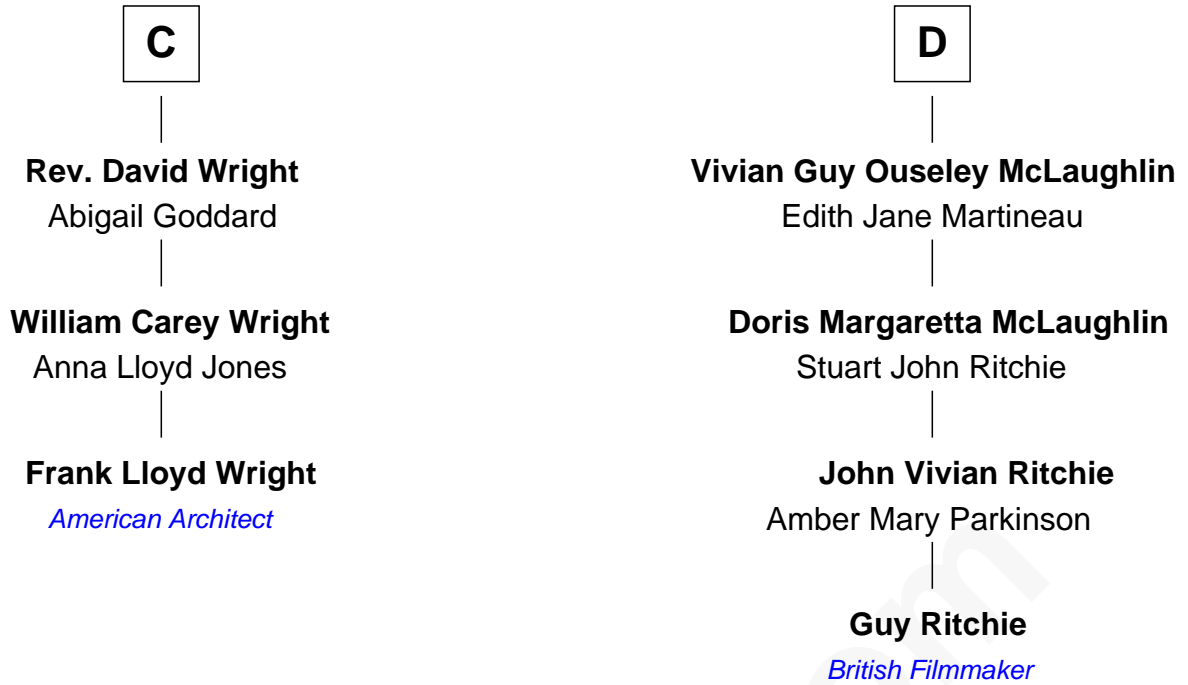 C
Rev. David Wright
Abigail Goddard
William Carey Wright
Anna Lloyd Jones
Frank Lloyd Wright
American Architect
D
Vivian Guy Ouseley McLaughlin
Edith Jane Martineau
Doris Margaretta McLaughlin
Stuart John Ritchie
John Vivian Ritchie
Amber Mary Parkinson
Guy Ritchie
British Filmmaker